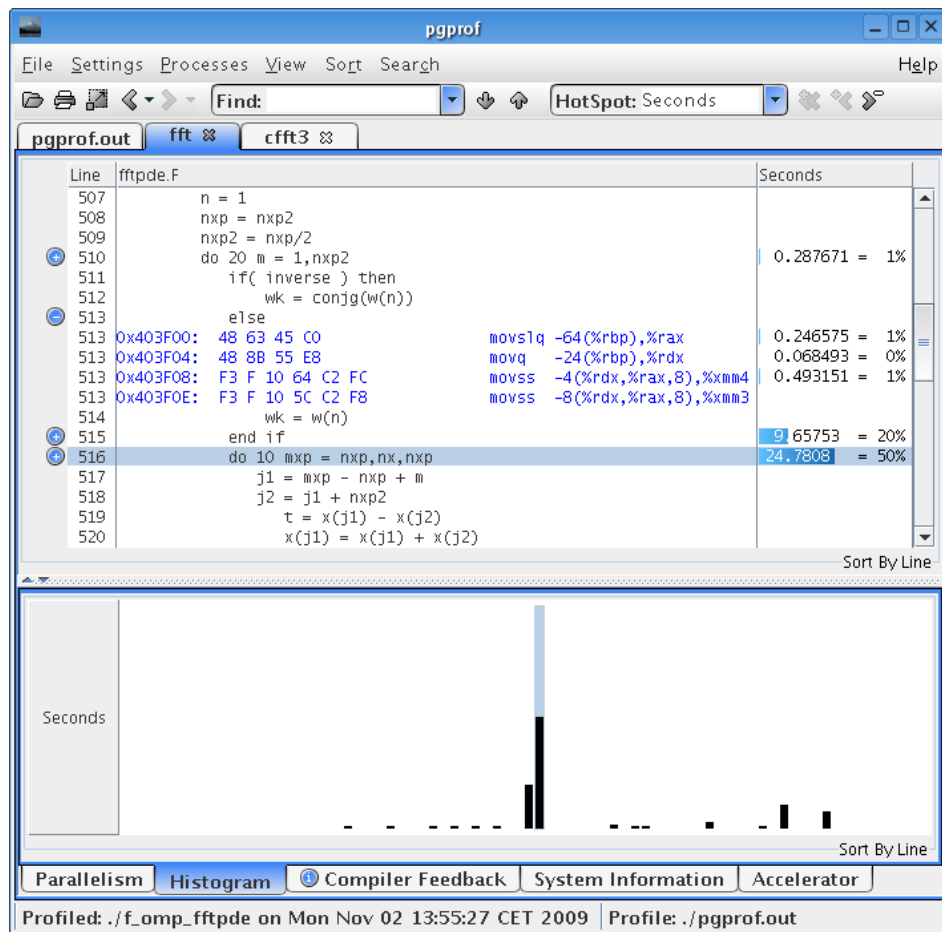 pgprof
File Settings Processes View Sort Search Help
Find: HotSpot: Seconds
pgprof.out fft cfft3
Line fftpde.F Seconds
507 n = 1
508 nxp = nxp2
509 nxp2 = nxp/2
510 do 20 m = 1,nxp2 0.287671 = 1%
511 if( inverse ) then
512 wk = conjg(w(n))
513 else
513 0x403F00: 48 63 45 C0 movslq -64(%rbp),%rax 0.246575 = 1%
513 0x403F04: 48 8B 55 E8 movq -24(%rbp),%rdx 0.068493 = 0%
513 0x403F08: F3 F 10 64 C2 FC movss -4(%rdx,%rax,8),%xmm4 0.493151 = 1%
513 0x403F0E: F3 F 10 5C C2 F8 movss -8(%rdx,%rax,8),%xmm3
514 wk = w(n)
515 end if 9.65753 = 20%
516 do 10 mxp = nxp,nx,nxp 24.7808 = 50%
517 j1 = mxp - nxp + m
518 j2 = j1 + nxp2
519 t = x(j1) - x(j2)
520 x(j1) = x(j1) + x(j2)
Sort By Line
Seconds
Sort By Line
Parallelism Histogram Compiler Feedback System Information Accelerator
Profiled: ./f_omp_fftpde on Mon Nov 02 13:55:27 CET 2009 Profile: ./pgprof.out